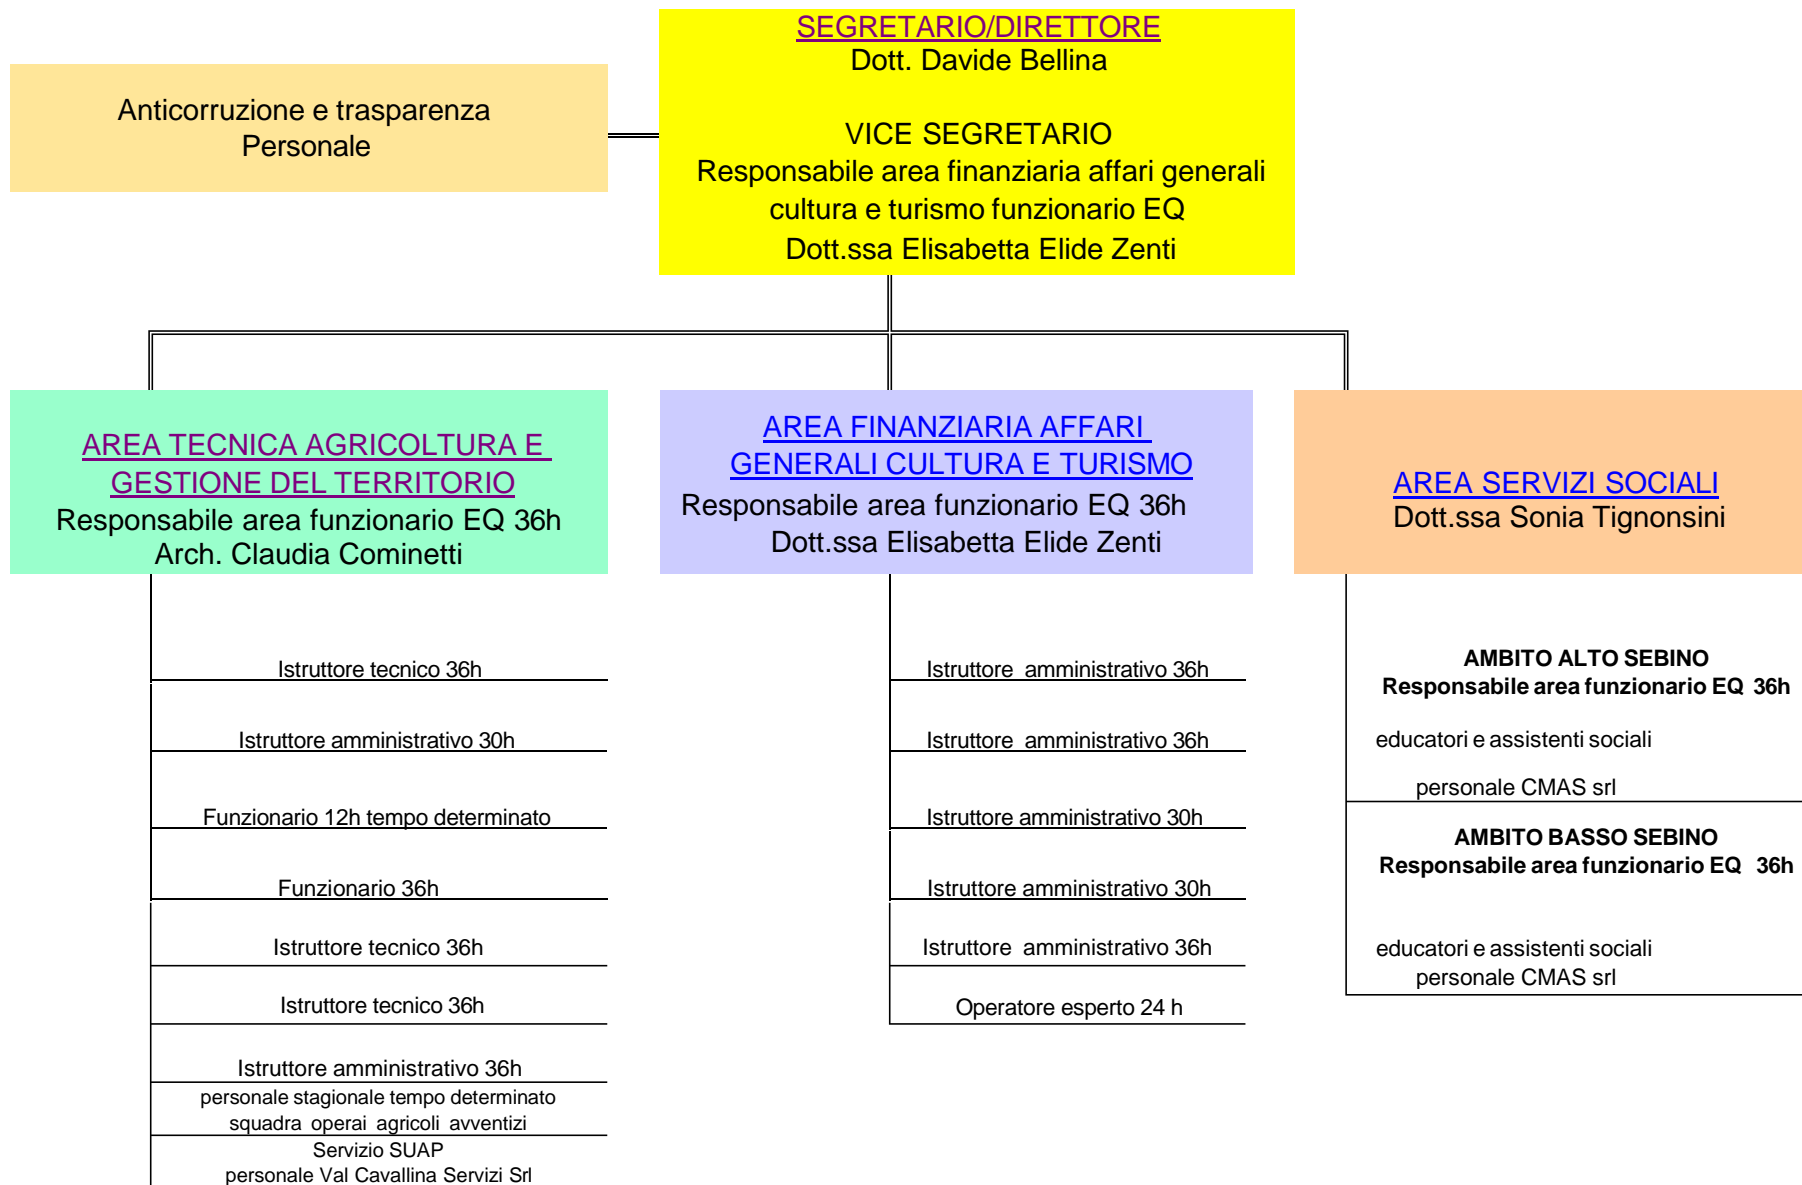 SEGRETARIO/DIRETTORE
Dott. Davide Bellina
VICE SEGRETARIO
Responsabile area finanziaria affari generali
cultura e turismo funzionario EQ
Dott.ssa Elisabetta Elide Zenti
Anticorruzione e trasparenza
Personale
AREA TECNICA AGRICOLTURA E
GESTIONE DEL TERRITORIO
Responsabile area funzionario EQ 36h
Arch. Claudia Cominetti
Istruttore tecnico 36h
Istruttore amministrativo 30h
Funzionario 12h tempo determinato
Funzionario 36h
Istruttore tecnico 36h
Istruttore tecnico 36h
Istruttore amministrativo 36h
personale stagionale tempo determinato
squadra operai agricoli avventizi
Servizio SUAP
personale Val Cavallina Servizi Srl
AREA FINANZIARIA AFFARI
GENERALI CULTURA E TURISMO
Responsabile area funzionario EQ 36h
Dott.ssa Elisabetta Elide Zenti
Istruttore amministrativo 36h
Istruttore amministrativo 36h
Istruttore amministrativo 30h
Istruttore amministrativo 30h
Istruttore amministrativo 36h
Operatore esperto 24 h
AREA SERVIZI SOCIALI
Dott.ssa Sonia Tignonsini
AMBITO ALTO SEBINO
Responsabile area funzionario EQ 36h
educatori e assistenti sociali
personale CMAS srl
AMBITO BASSO SEBINO
Responsabile area funzionario EQ 36h
educatori e assistenti sociali
personale CMAS srl